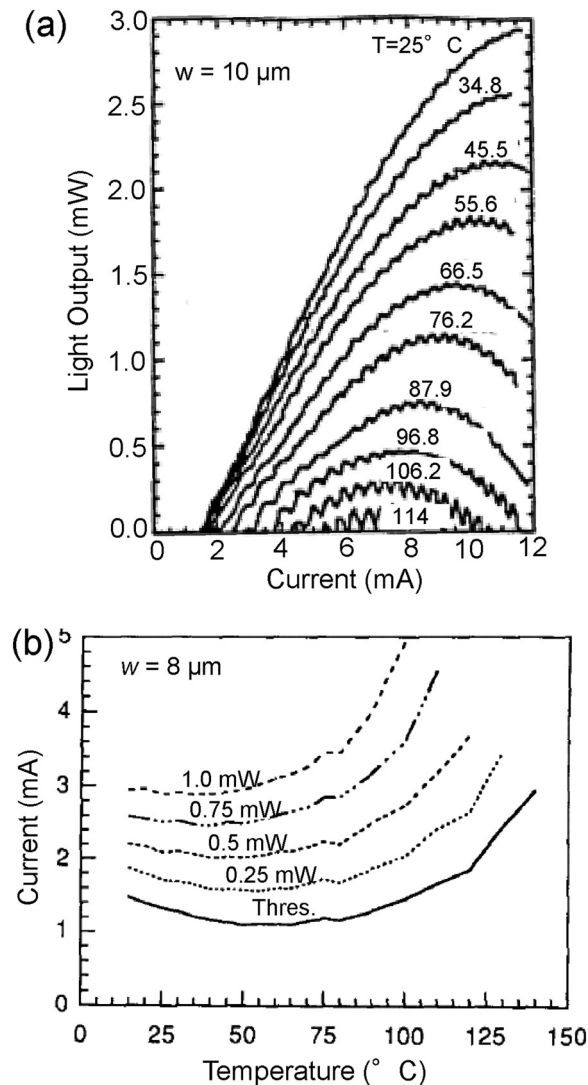 (a)
3.0
T=25° C
w = 10 µm
34.8
2.5
45.5
2.0
55.6
1.5
66.5
76.2
1.0
87.9
0.5
96.8
106.2
114
0.0
0 2 4 6 8 10 12
Light Output (mW)
Current (mA)
(b)
5
w = 8 µm
4
3
1.0 mW
0.75 mW
2
0.5 mW
0.25 mW
Thres.
1
0
0 25 50 75 100 125 150
Current (mA)
Temperature (° C)